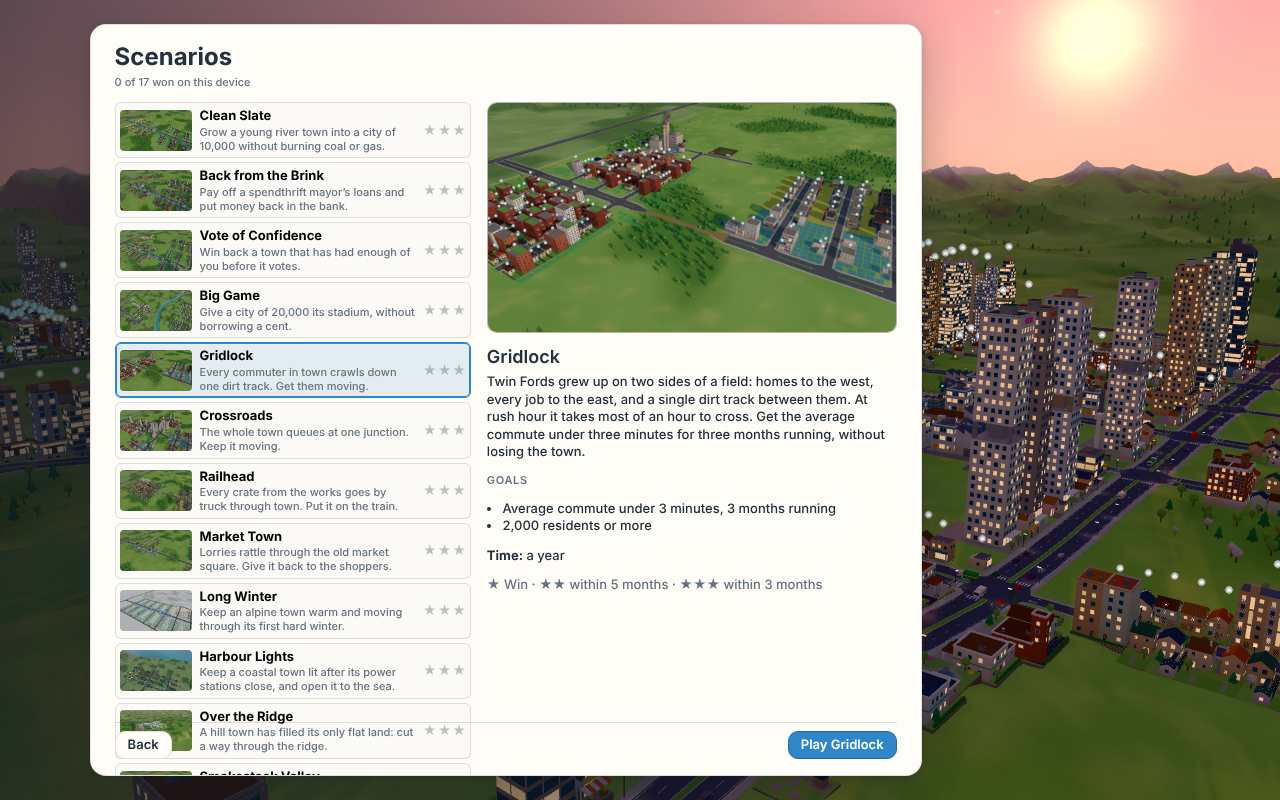 Scenarios
0 of 17 won on this device
Clean Slate
Grow a young river town into a city of
10,000 without burning coal or gas.
★★★
Back from the Brink
Pay off a spendthrift mayor’s loans and
put money back in the bank.
★★★
Vote of Confidence
Win back a town that has had enough of
you before it votes.
★★★
Big Game
Give a city of 20,000 its stadium, without
borrowing a cent.
★★★
Gridlock
Every commuter in town crawls down
one dirt track. Get them moving.
★★★
Crossroads
The whole town queues at one junction.
Keep it moving.
★★★
Railhead
Every crate from the works goes by
truck through town. Put it on the train.
★★★
Market Town
Lorries rattle through the old market
square. Give it back to the shoppers.
★★★
Long Winter
Keep an alpine town warm and moving
through its first hard winter.
★★★
Harbour Lights
Keep a coastal town lit after its power
stations close, and open it to the sea.
★★★
Over the Ridge
A hill town has filled its only flat land: cut
a way through the ridge.
★★★
Smokestack Valley
Gridlock
Twin Fords grew up on two sides of a field: homes to the west,
every job to the east, and a single dirt track between them. At
rush hour it takes most of an hour to cross. Get the average
commute under three minutes for three months running, without
losing the town.
GOALS
• Average commute under 3 minutes, 3 months running
• 2,000 residents or more
Time: a year
★ Win · ★★ within 5 months · ★★★ within 3 months
Back
Play Gridlock